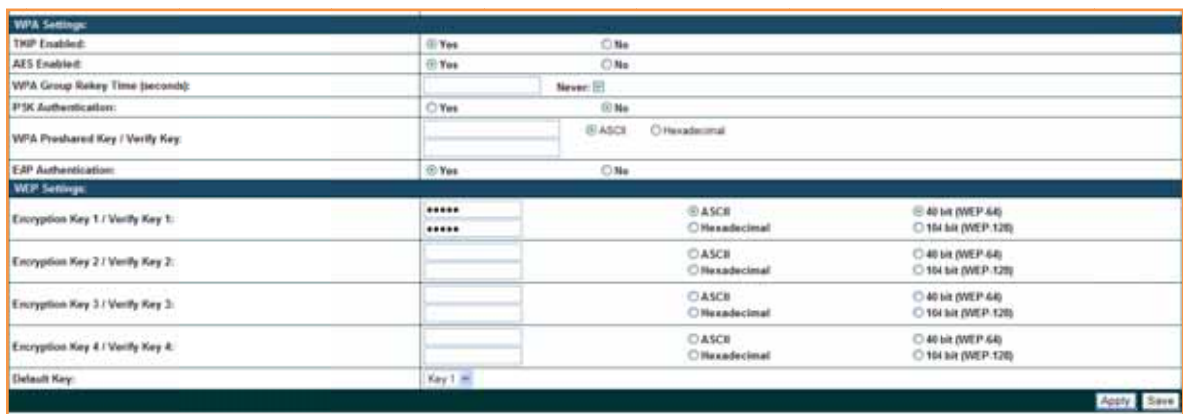 WPA Settings:
TKIP Enabled: Yes No
AES Enabled: Yes No
WPA Group Rekey Time (seconds): Never:
PSK Authentication: Yes No
WPA Preshared Key / Verify Key: ASCII Hexadecimal
EAP Authentication: Yes No
WEP Settings:
Encryption Key 1 / Verify Key 1: ••••• ASCII 40 bit (WEP-64)
••••• Hexadecimal 104 bit (WEP-128)
Encryption Key 2 / Verify Key 2: ASCII 40 bit (WEP-64)
Hexadecimal 104 bit (WEP-128)
Encryption Key 3 / Verify Key 3: ASCII 40 bit (WEP-64)
Hexadecimal 104 bit (WEP-128)
Encryption Key 4 / Verify Key 4: ASCII 40 bit (WEP-64)
Hexadecimal 104 bit (WEP-128)
Default Key: Key 1
Apply Save